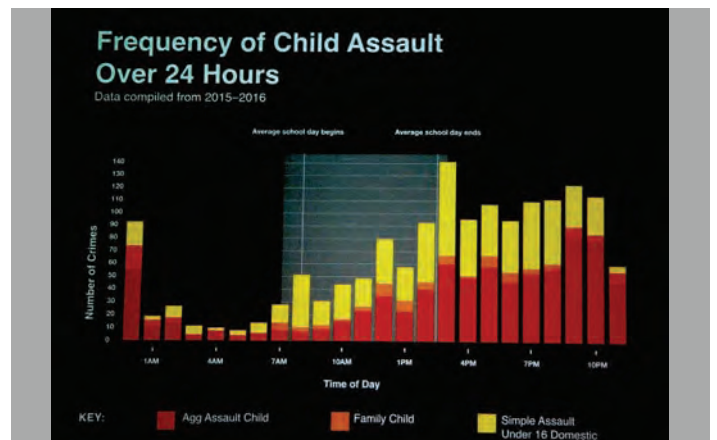 Frequency of Child Assault
Over 24 Hours
Data compiled from 2015–2016
Average school day begins
Average school day ends
140
130
120
110
100
90
80
70
60
50
40
30
20
10
0
Number of Crimes
1AM
4AM
7AM
10AM
1PM
4PM
7PM
10PM
Time of Day
KEY:
Agg Assault Child
Family Child
Simple Assault
Under 16 Domestic